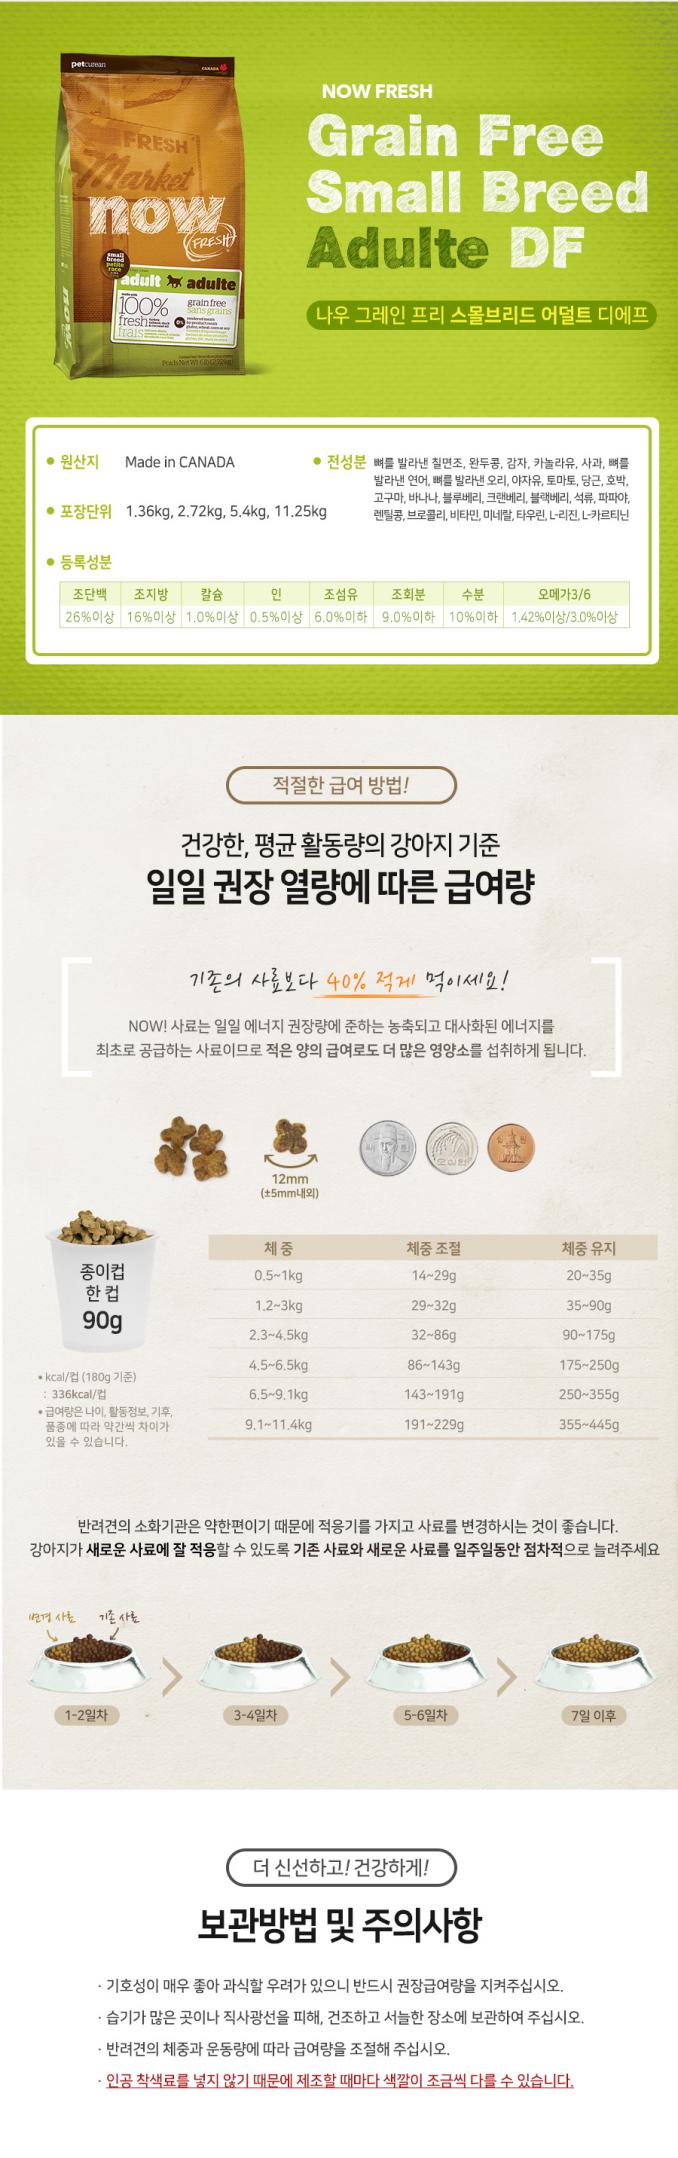 petcurean
CANADA
FRESH
Market
now
FRESH
small
breed
petite
race
adult adulte
100%
fresh
frais
grain free
sans grains
0%
now
NOW FRESH
Grain Free
Small Breed
Adulte DF
나우 그레인 프리 스몰브리드 어덜트 디에프
• 원산지 Made in CANADA
• 포장단위 1.36kg, 2.72kg, 5.4kg, 11.25kg
• 전성분 뼈를 발라낸 칠면조, 완두콩, 감자, 카놀라유, 사과, 뼈를
발라낸 연어, 뼈를 발라낸 오리, 야자유, 토마토, 당근, 호박,
고구마, 바나나, 블루베리, 크랜베리, 블랙베리, 석류, 파파야,
렌틸콩, 브로콜리, 비타민, 미네랄, 타우린, L-리진, L-카르티닌
• 등록성분
조단백 조지방 칼슘 인 조섬유 조회분 수분 오메가3/6
26%이상 16%이상 1.0%이상 0.5%이상 6.0%이하 9.0%이하 10%이하 1.42%이상/3.0%이상
적절한 급여 방법!
건강한, 평균 활동량의 강아지 기준
일일 권장 열량에 따른 급여량
기존의 사료보다 40% 적게 먹이세요!
NOW! 사료는 일일 에너지 권장량에 준하는 농축되고 대사화된 에너지를
최초로 공급하는 사료이므로 적은 양의 급여로도 더 많은 영양소를 섭취하게 됩니다.
12mm
(±5mm내외)
종이컵
한 컵
90g
• kcal/컵 (180g 기준)
: 336kcal/컵
• 급여량은 나이, 활동정보, 기후,
품종에 따라 약간씩 차이가
있을 수 있습니다.
체 중 체중 조절 체중 유지
0.5~1kg 14~29g 20~35g
1.2~3kg 29~32g 35~90g
2.3~4.5kg 32~86g 90~175g
4.5~6.5kg 86~143g 175~250g
6.5~9.1kg 143~191g 250~355g
9.1~11.4kg 191~229g 355~445g
반려견의 소화기관은 약한편이기 때문에 적응기를 가지고 사료를 변경하시는 것이 좋습니다.
강아지가 새로운 사료에 잘 적응할 수 있도록 기존 사료와 새로운 사료를 일주일동안 점차적으로 늘려주세요
변경 사료 기존 사료
1-2일차 3-4일차 5-6일차 7일 이후
더 신선하고! 건강하게!
보관방법 및 주의사항
· 기호성이 매우 좋아 과식할 우려가 있으니 반드시 권장급여량을 지켜주십시오.
· 습기가 많은 곳이나 직사광선을 피해, 건조하고 서늘한 장소에 보관하여 주십시오.
· 반려견의 체중과 운동량에 따라 급여량을 조절해 주십시오.
· 인공 착색료를 넣지 않기 때문에 제조할 때마다 색깔이 조금씩 다를 수 있습니다.